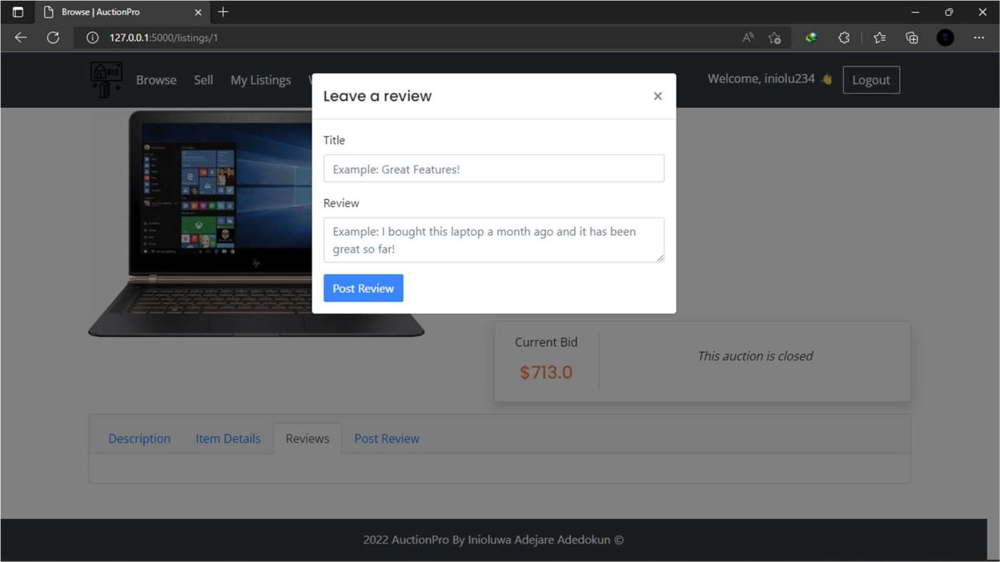 Browse | AuctionPro
127.0.0.1:5000/listings/1
BID
Browse Sell My Listings
Welcome, iniolu234 👋 Logout
Leave a review
×
Title
Example: Great Features!
Review
Example: I bought this laptop a month ago and it has been
great so far!
Post Review
hp
Current Bid
$713.0
This auction is closed
Description Item Details Reviews Post Review
2022 AuctionPro By Inioluwa Adejare Adedokun ©